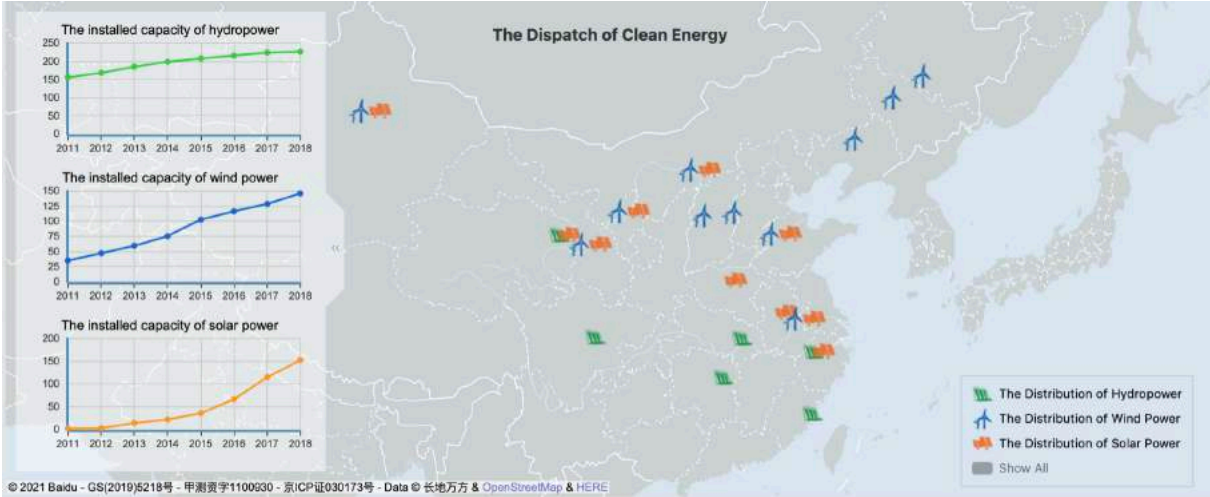 The Dispatch of Clean Energy
The installed capacity of hydropower
250
200
150
100
50
0
2011 2012 2013 2014 2015 2016 2017 2018
The installed capacity of wind power
150
125
100
75
50
25
0
2011 2012 2013 2014 2015 2016 2017 2018
The installed capacity of solar power
200
150
100
50
0
2011 2012 2013 2014 2015 2016 2017 2018
<<
The Distribution of Hydropower
The Distribution of Wind Power
The Distribution of Solar Power
Show All
© 2021 Baidu - GS(2019)5218号 - 甲测资字1100930 - 京ICP证030173号 - Data © 长地万方 & OpenStreetMap & HERE